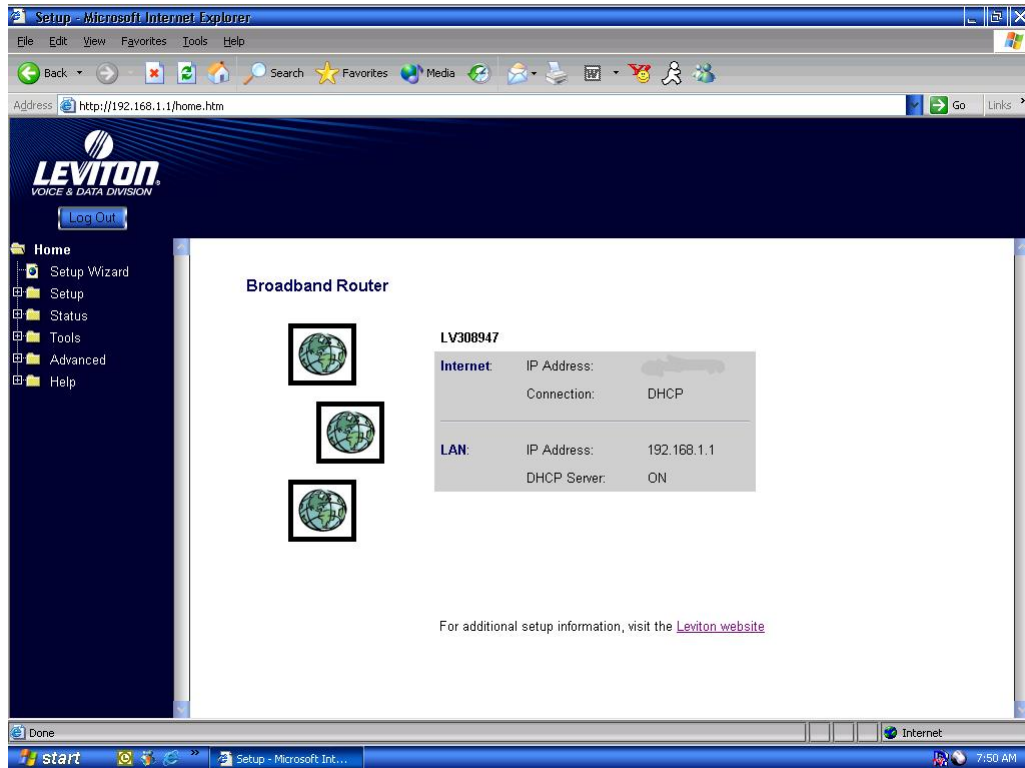 Setup - Microsoft Internet Explorer
File Edit View Favorites Tools Help
Back Search Favorites Media
Address http://192.168.1.1/home.htm Go Links
LEVITON®
VOICE & DATA DIVISION
Log Out
Home
Setup Wizard
Setup
Status
Tools
Advanced
Help
Broadband Router
LV308947
Internet: IP Address:
Connection: DHCP
LAN: IP Address: 192.168.1.1
DHCP Server: ON
For additional setup information, visit the Leviton website
Done Internet
start Setup - Microsoft Int... 7:50 AM